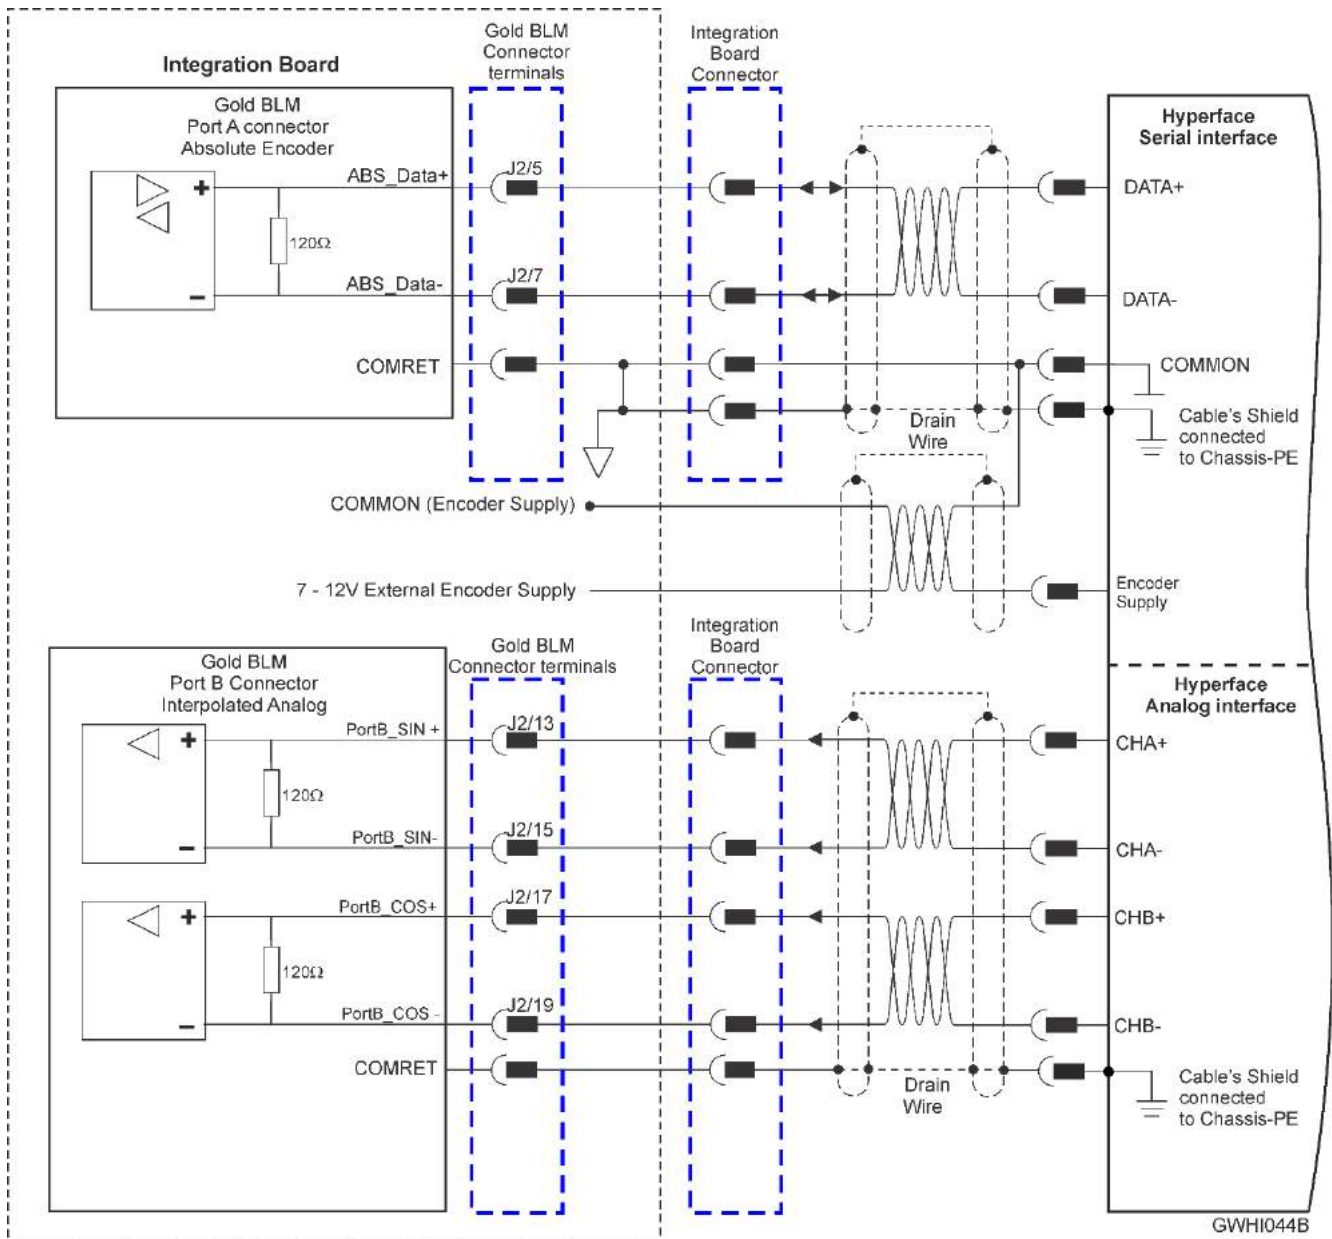 Integration Board
Gold BLM
Connector
terminals
Integration
Board
Connector
Gold BLM
Port A connector
Absolute Encoder
Hyperface
Serial interface
ABS_Data+
J2/5
DATA+
+
120Ω
ABS_Data-
J2/7
DATA-
−
COMRET
COMMON
Drain
Wire
Cable's Shield
connected
to Chassis-PE
COMMON (Encoder Supply)
7 - 12V External Encoder Supply
Encoder
Supply
Gold BLM
Connector terminals
Integration
Board
Connector
Gold BLM
Port B Connector
Interpolated Analog
Hyperface
Analog interface
PortB_SIN +
J2/13
CHA+
+
120Ω
PortB_SIN-
J2/15
CHA-
−
PortB_COS+
J2/17
CHB+
+
120Ω
PortB_COS -
J2/19
CHB-
−
COMRET
Drain
Wire
Cable's Shield
connected
to Chassis-PE
GWHI044B